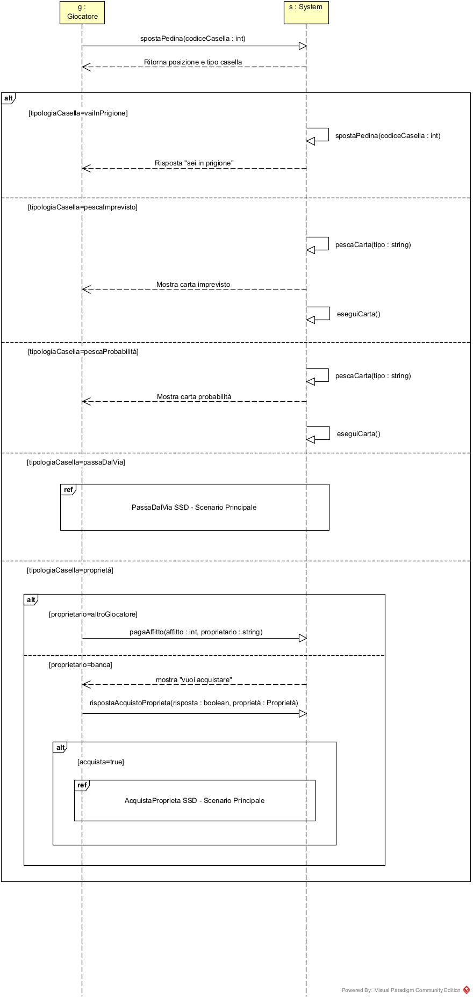 g :
Giocatore
s : System
spostaPedina(codiceCasella : int)
Ritorna posizione e tipo casella
alt
[tipologiaCasella=vaiInPrigione]
spostaPedina(codiceCasella : int)
Risposta "sei in prigione"
[tipologiaCasella=pescaImprevisto]
pescaCarta(tipo : string)
Mostra carta imprevisto
eseguiCarta()
[tipologiaCasella=pescaProbabilità]
pescaCarta(tipo : string)
Mostra carta probabilità
eseguiCarta()
[tipologiaCasella=passaDalVia]
ref
PassaDalVia SSD - Scenario Principale
[tipologiaCasella=proprietà]
alt
[proprietario=altroGiocatore]
pagaAffitto(affitto : int, proprietario : string)
[proprietario=banca]
mostra "vuoi acquistare"
rispostaAcquistoProprieta(risposta : boolean, proprietà : Proprietà)
alt
[acquista=true]
ref
AcquistaProprieta SSD - Scenario Principale
Powered By Visual Paradigm Community Edition